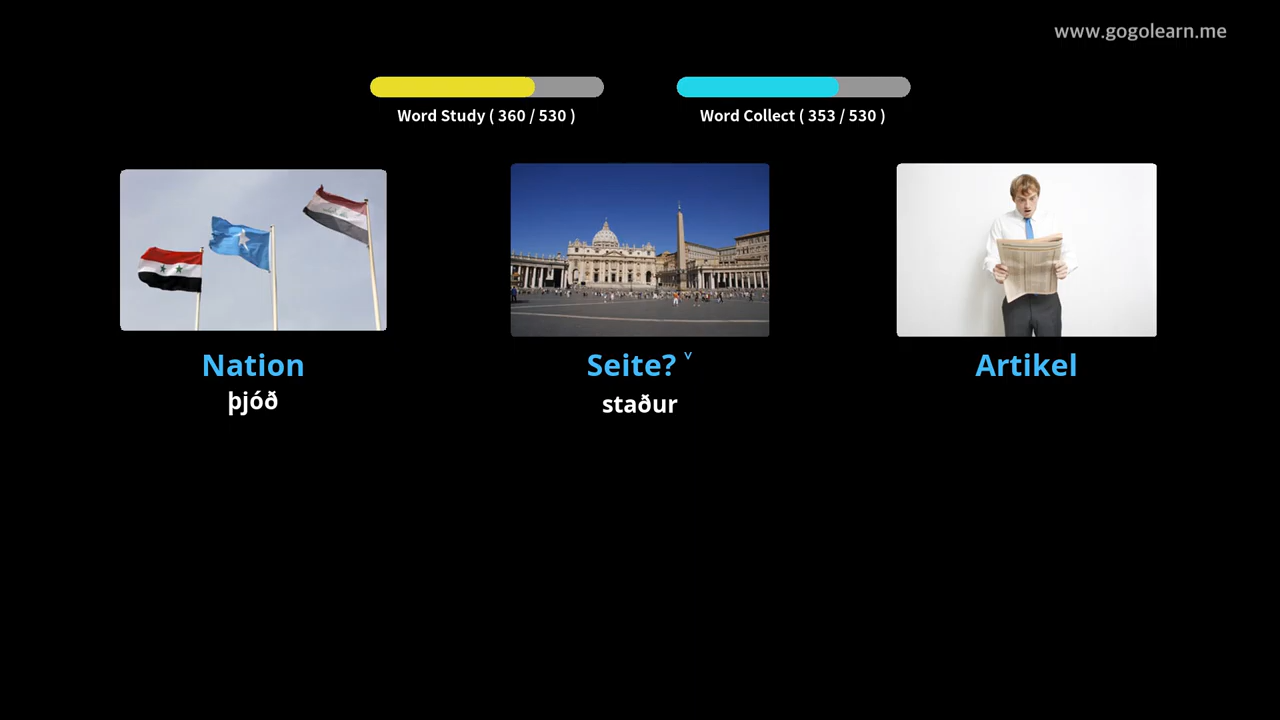 www.gogolearn.me
Word Study ( 360 / 530 )
Word Collect ( 353 / 530 )
Nation
Seite? ˅
Artikel
þjóð
staður